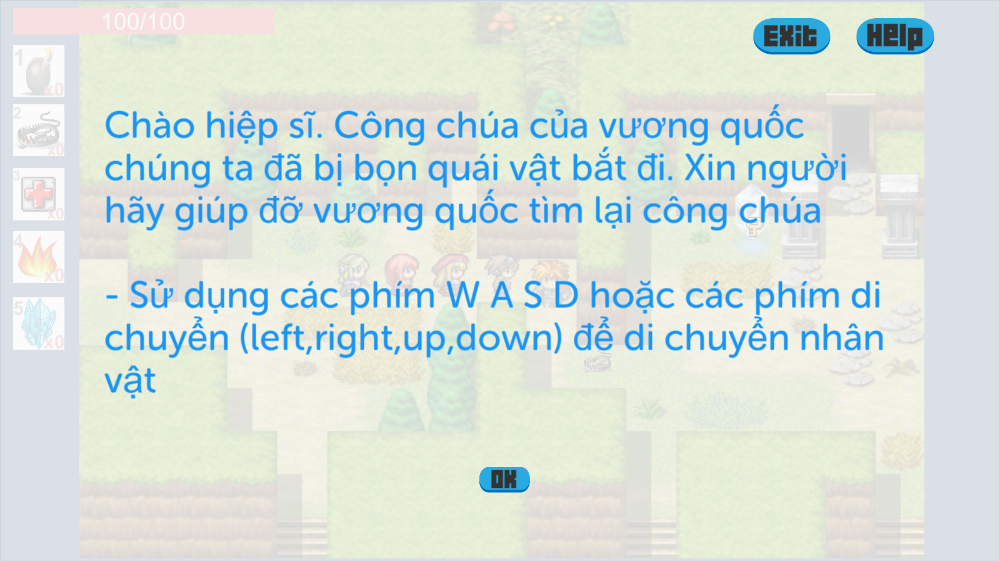 100/100
Exit
Help
1
x0
2
x0
3
x0
4
x0
5
x0
Chào hiệp sĩ. Công chúa của vương quốc
chúng ta đã bị bọn quái vật bắt đi. Xin người
hãy giúp đỡ vương quốc tìm lại công chúa
- Sử dụng các phím W A S D hoặc các phím di
chuyển (left,right,up,down) để di chuyển nhân
vật
OK